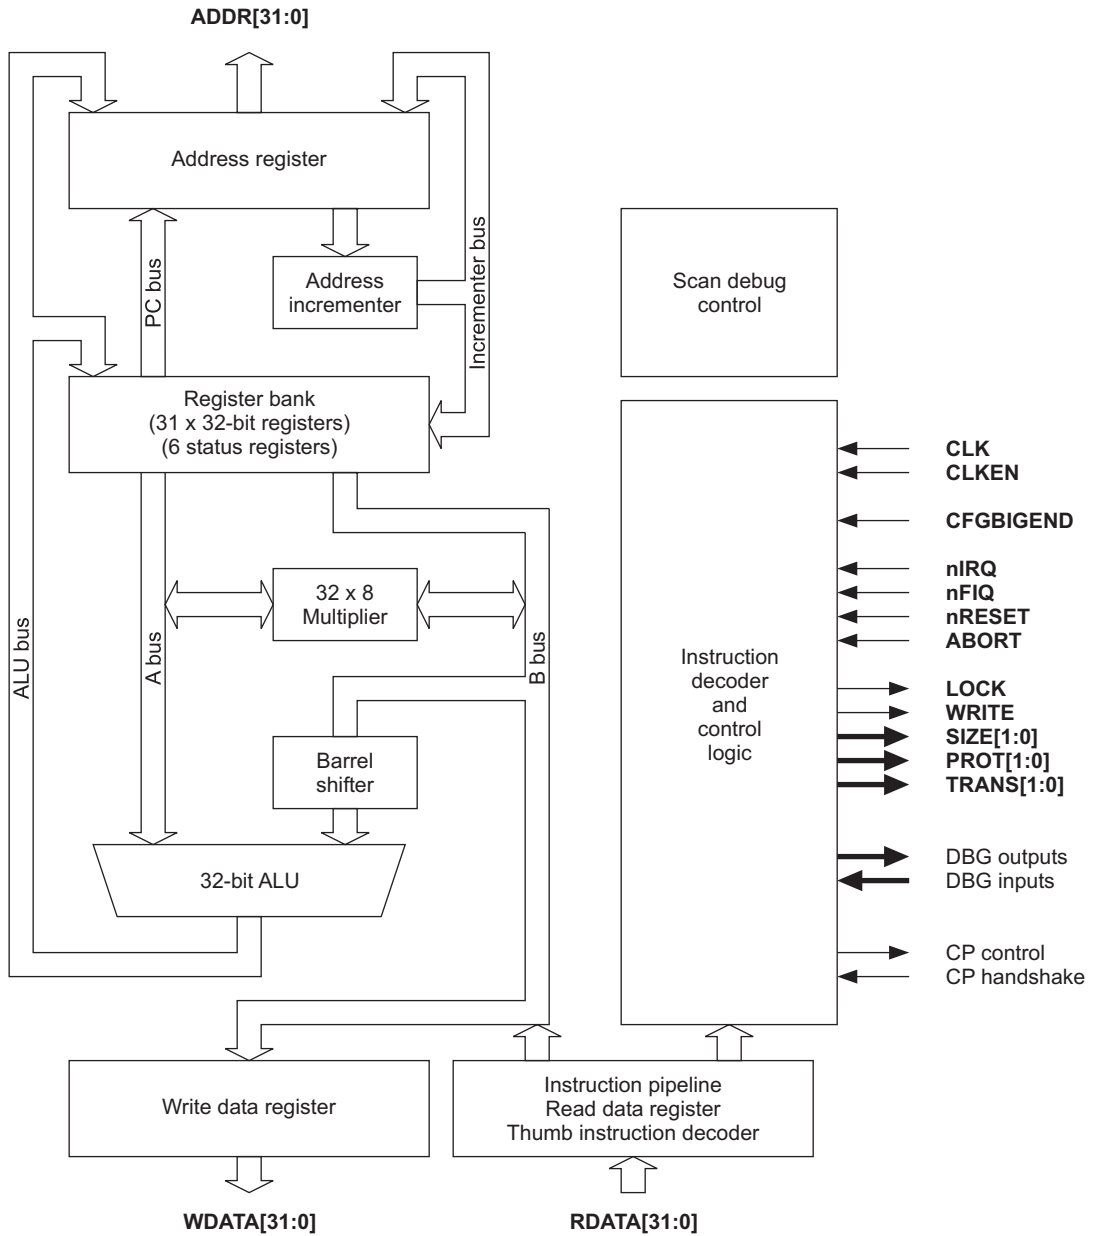 ADDR[31:0]
Address register
Address
incrementer
PC bus
Incrementer bus
Scan debug
control
Register bank
(31 x 32-bit registers)
(6 status registers)
32 x 8
Multiplier
ALU bus
A bus
B bus
Barrel
shifter
32-bit ALU
Instruction
decoder
and
control
logic
CLK
CLKEN
CFGBIGEND
nIRQ
nFIQ
nRESET
ABORT
LOCK
WRITE
SIZE[1:0]
PROT[1:0]
TRANS[1:0]
DBG outputs
DBG inputs
CP control
CP handshake
Write data register
Instruction pipeline
Read data register
Thumb instruction decoder
WDATA[31:0]
RDATA[31:0]